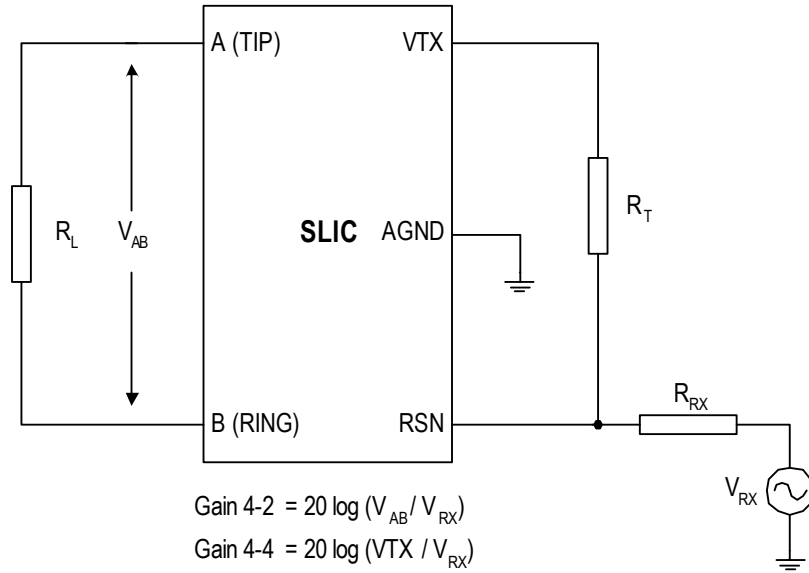 A (TIP)
VTX
R_L
V_AB
SLIC
AGND
R_T
B (RING)
RSN
R_RX
V_RX
Gain 4-2 = 20 log (V_AB / V_RX)
Gain 4-4 = 20 log (VTX / V_RX)